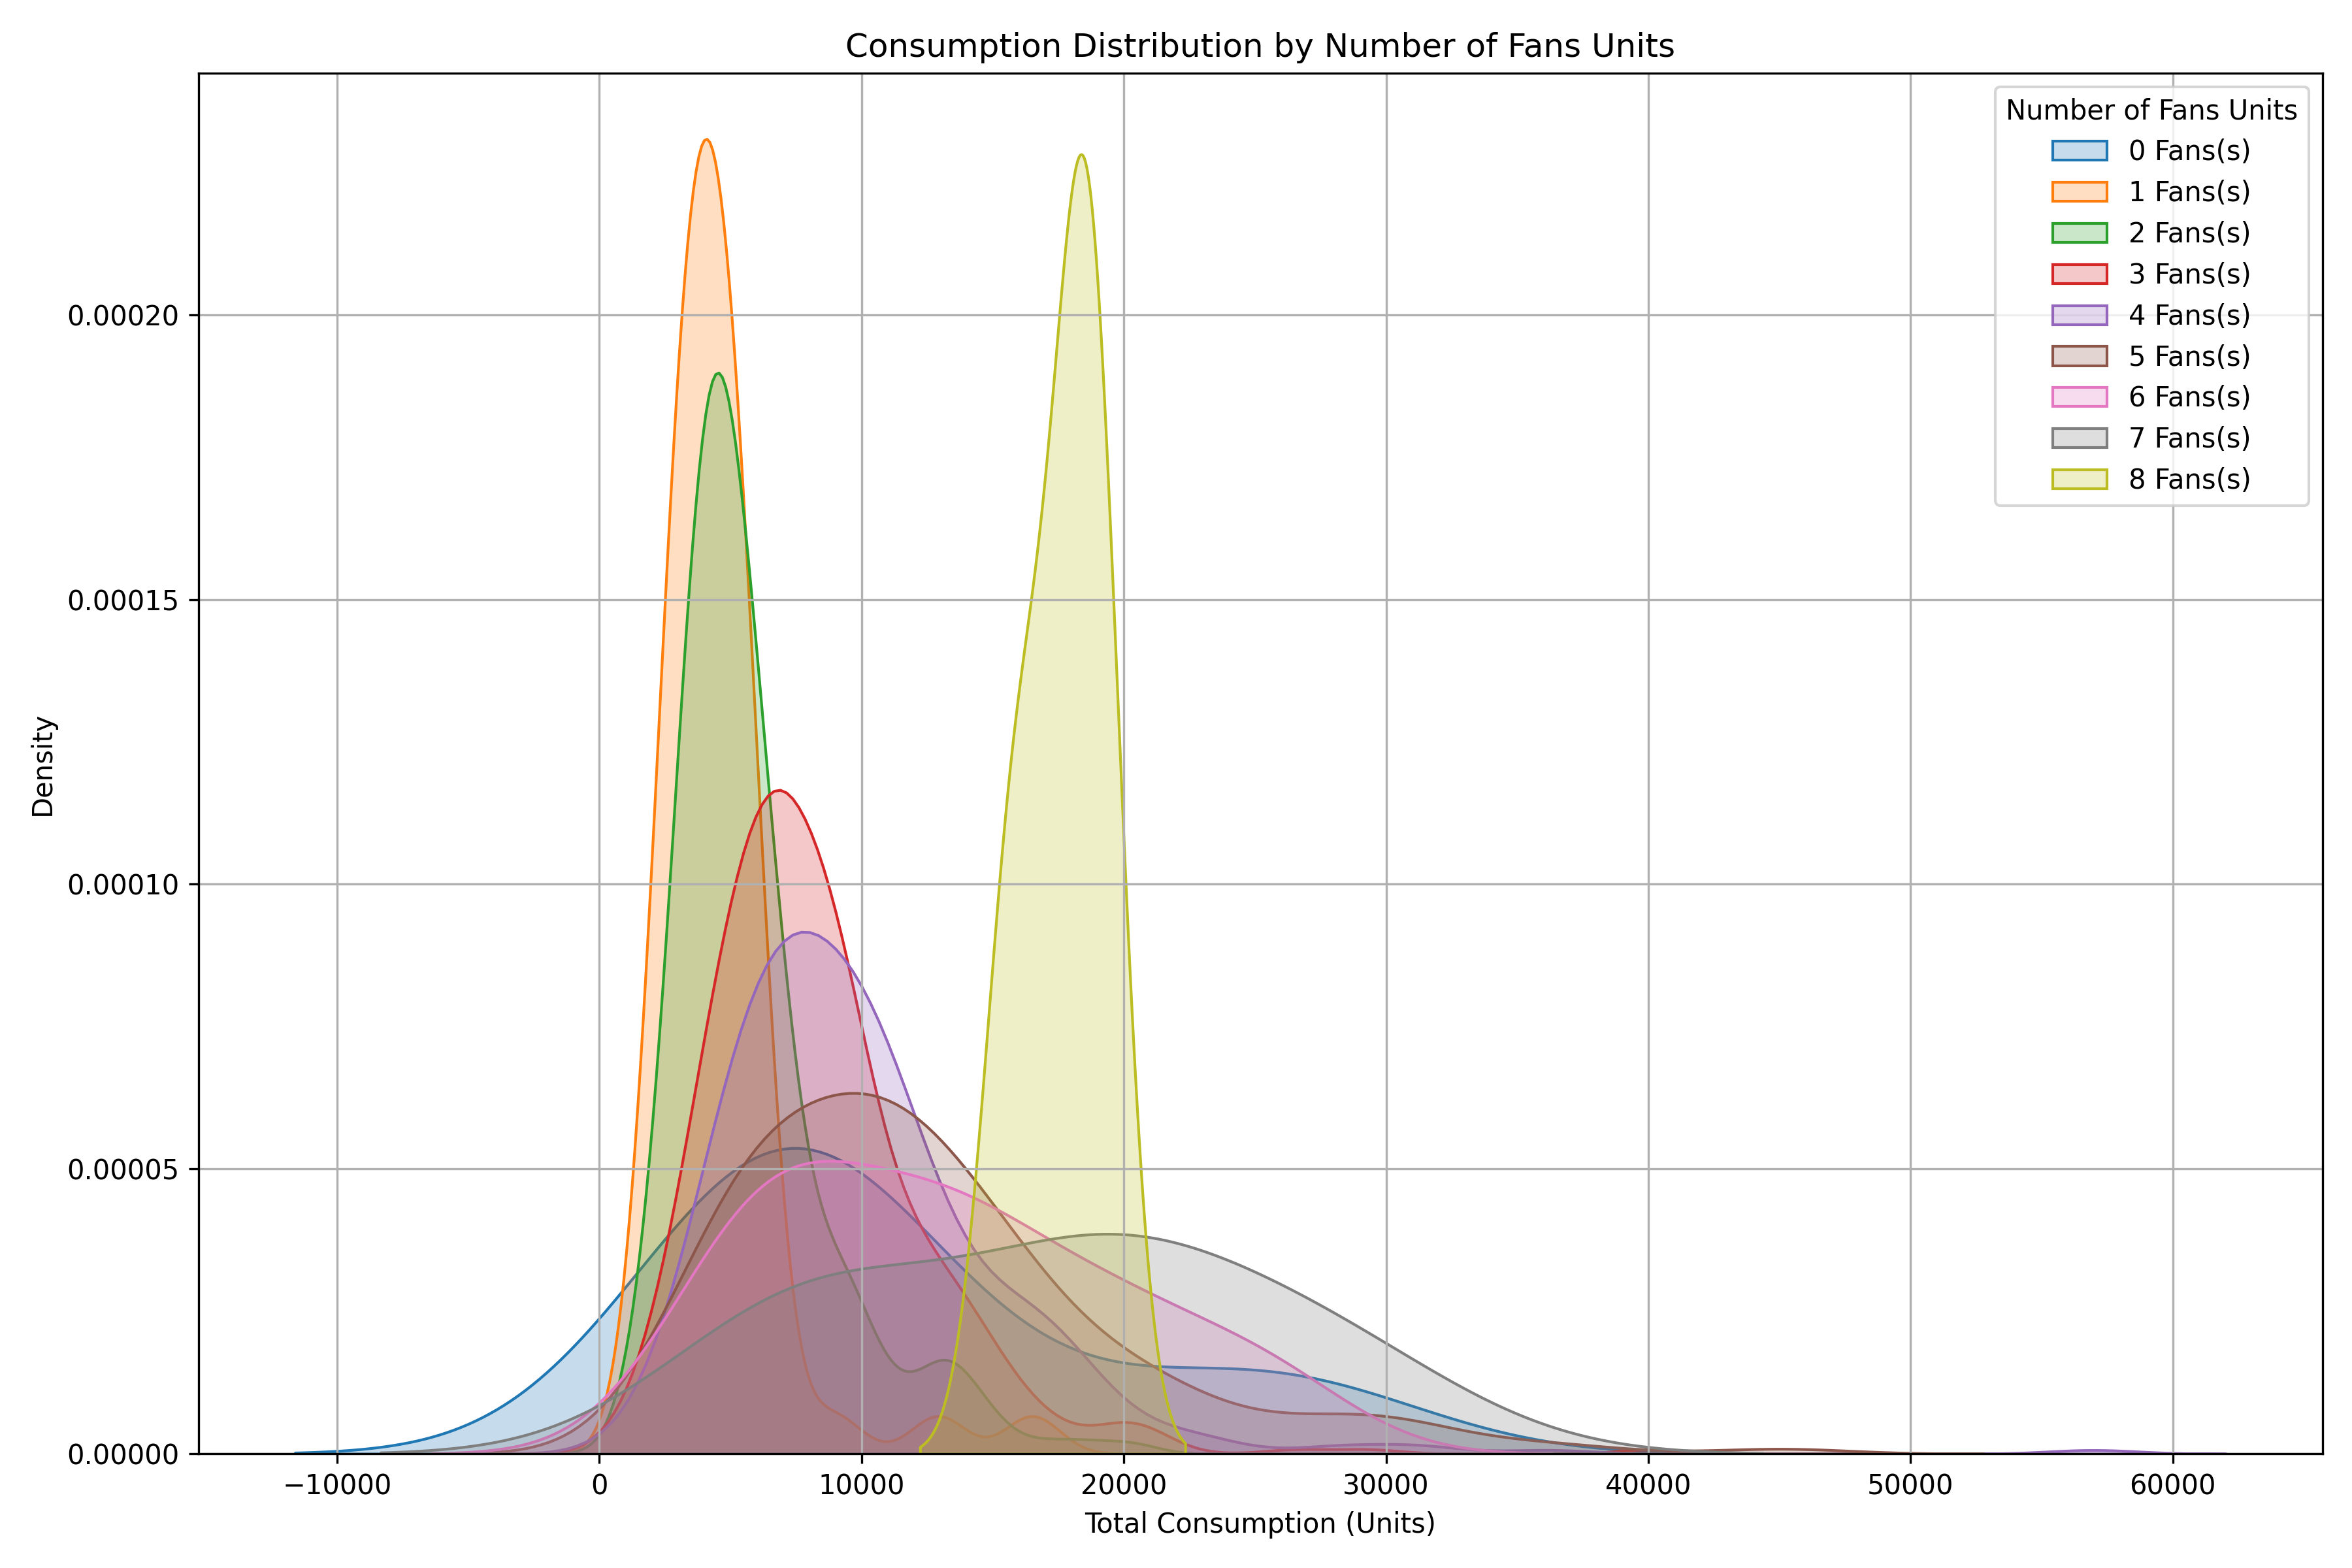 Consumption Distribution by Number of Fans Units
Number of Fans Units
0 Fans(s)
1 Fans(s)
2 Fans(s)
3 Fans(s)
4 Fans(s)
5 Fans(s)
6 Fans(s)
7 Fans(s)
8 Fans(s)
Density
0.00020
0.00015
0.00010
0.00005
0.00000
−10000 0 10000 20000 30000 40000 50000 60000
Total Consumption (Units)